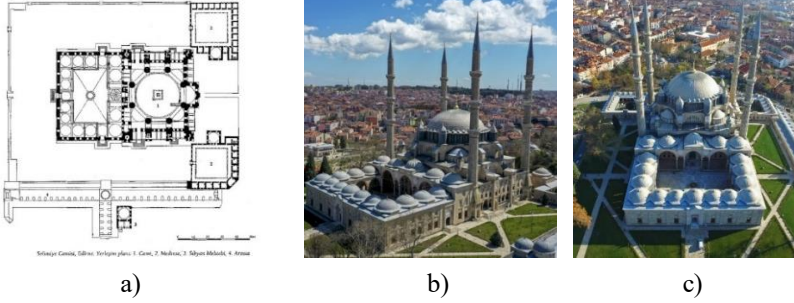 Selimiye Camisi, Edirne. Yerleşim planı: 1. Cami, 2. Medrese, 3. Sıbyan Mektebi, 4. Arasta
a)
b)
c)